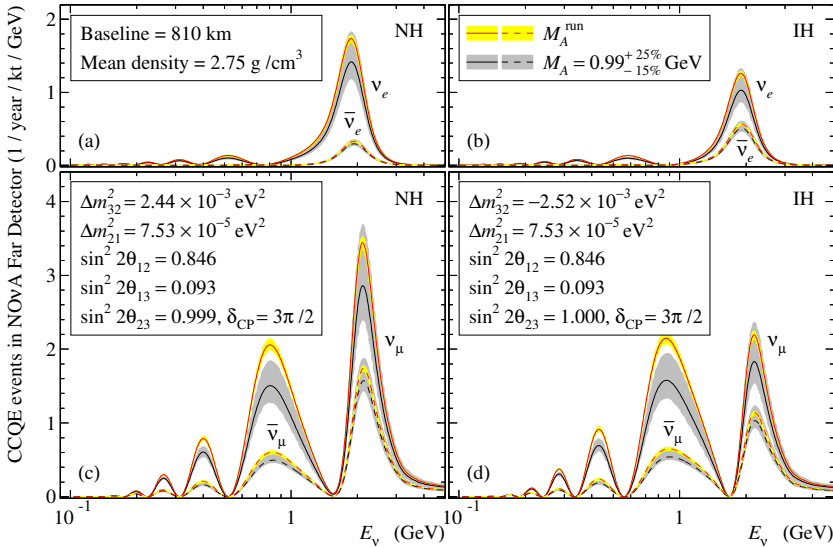 CCQE events in NOvA Far Detector (1 / year / kt / GeV)
2
1
0
Baseline = 810 km
Mean density = 2.75 g /cm³
NH
νₑ
ν̄ₑ
(a)
M_A^run
M_A = 0.99 +25% −15% GeV
IH
νₑ
ν̄ₑ
(b)
4
3
2
1
0
Δm²₃₂ = 2.44 × 10⁻³ eV²
Δm²₂₁ = 7.53 × 10⁻⁵ eV²
sin² 2θ₁₂ = 0.846
sin² 2θ₁₃ = 0.093
sin² 2θ₂₃ = 0.999, δ_CP = 3π /2
NH
ν_μ
ν̄_μ
(c)
Δm²₃₂ = −2.52 × 10⁻³ eV²
Δm²₂₁ = 7.53 × 10⁻⁵ eV²
sin² 2θ₁₂ = 0.846
sin² 2θ₁₃ = 0.093
sin² 2θ₂₃ = 1.000, δ_CP = 3π /2
IH
ν_μ
ν̄_μ
(d)
10⁻¹ 1 10⁻¹ 1
E_ν (GeV) E_ν (GeV)